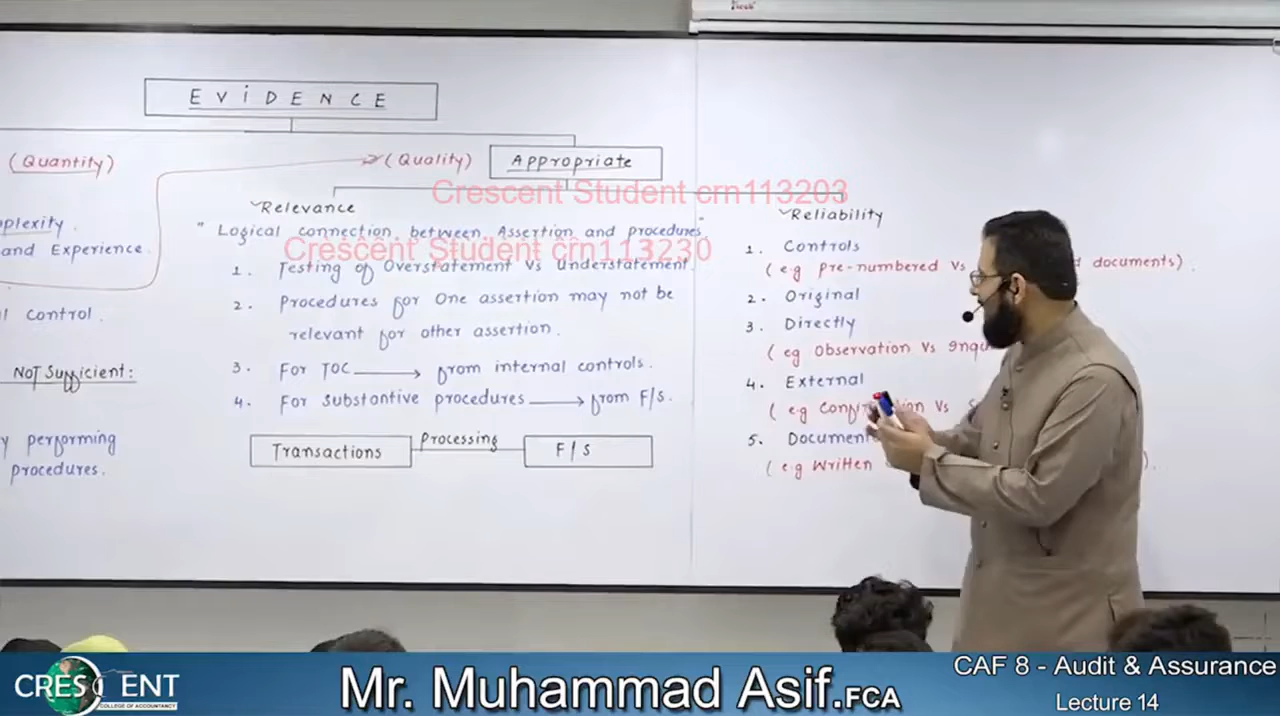 EViDENCE
(Quantity)
(Quality)
Appropriate
Crescent Student crn113203
Relevance
"Logical connection between Assertion and procedures"
Crescent Student crn113230
1. Testing of Overstatement Vs Understatement.
2. Procedures for One assertion may not be
relevant for other assertion.
3. For TOC → from internal controls.
4. For Substantive procedures → from F/S.
Transactions
Processing
F/S
plexity.
and Experience.
l Control.
NOT Sufficient:
y performing
procedures.
Reliability
1. Controls
(e.g Pre-numbered Vs d documents).
2. Original
3. Directly
(eg Observation Vs
4. External
(e.g Vs
5. Document
(e.g Written ).
CRESCENT
COLLEGE OF ACCOUNTANCY
Mr. Muhammad Asif.FCA
CAF 8 - Audit & Assurance
Lecture 14